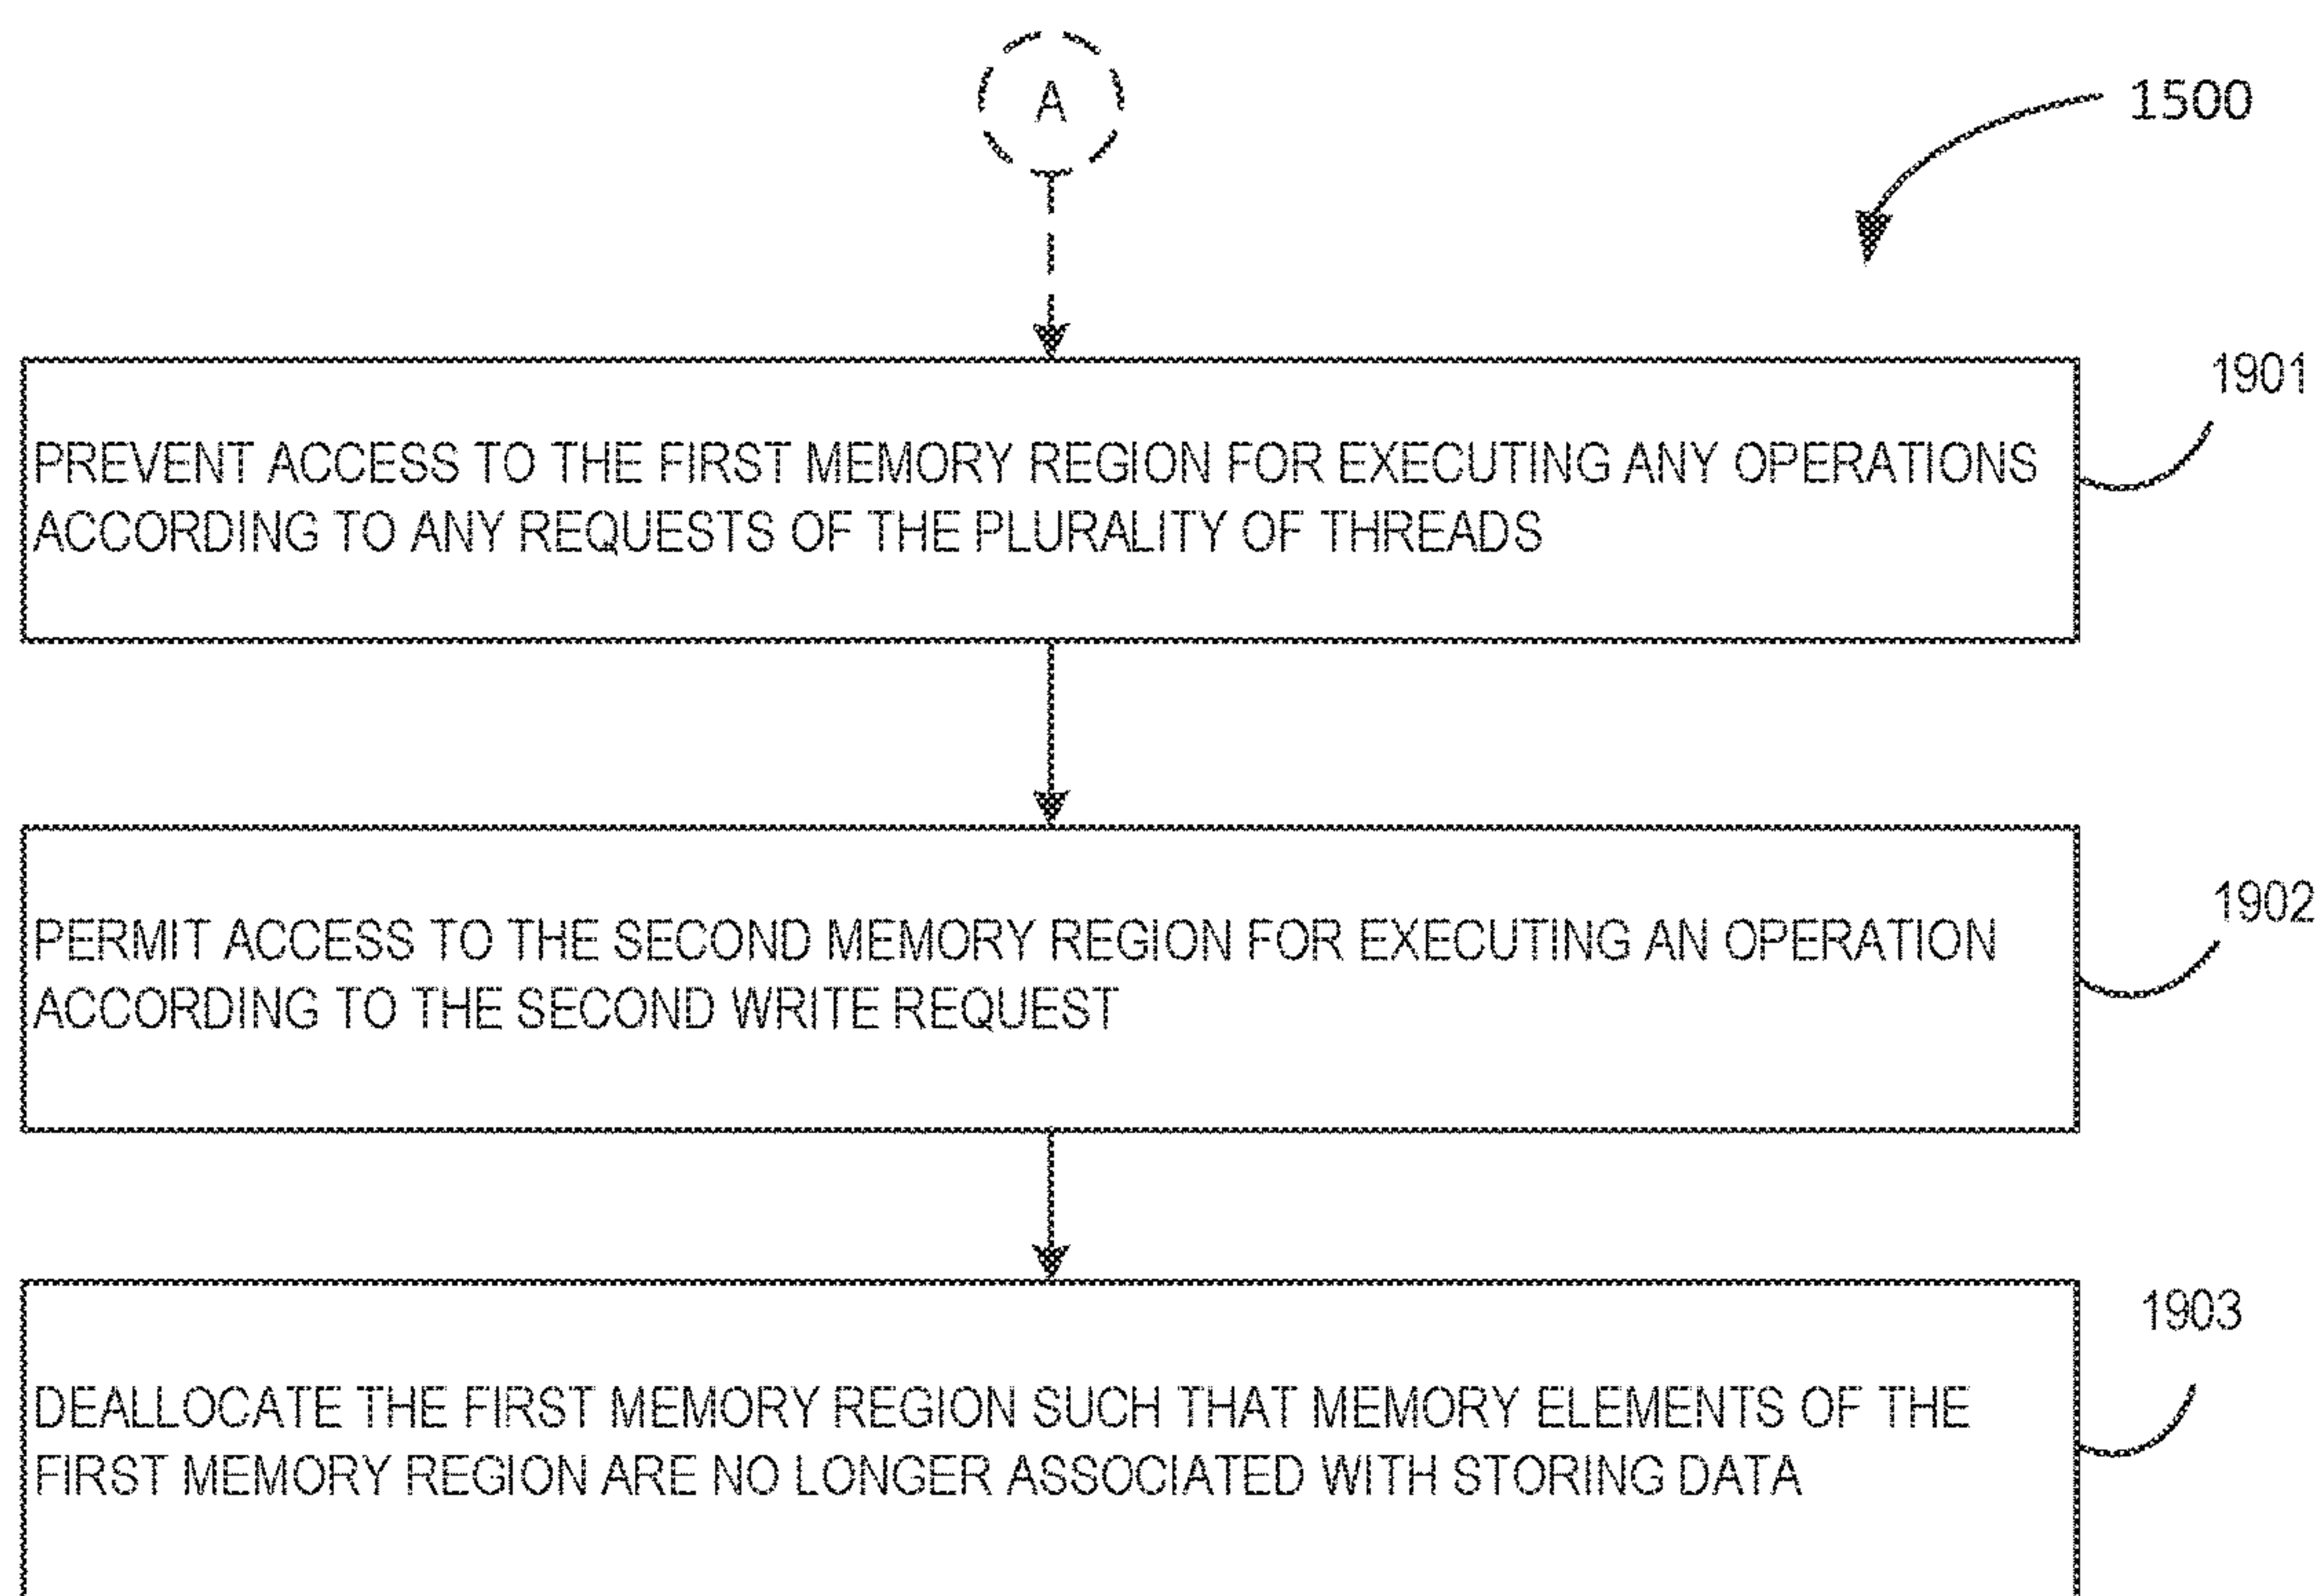 A
1500
1901
PREVENT ACCESS TO THE FIRST MEMORY REGION FOR EXECUTING ANY OPERATIONS
ACCORDING TO ANY REQUESTS OF THE PLURALITY OF THREADS
1902
PERMIT ACCESS TO THE SECOND MEMORY REGION FOR EXECUTING AN OPERATION
ACCORDING TO THE SECOND WRITE REQUEST
1903
DEALLOCATE THE FIRST MEMORY REGION SUCH THAT MEMORY ELEMENTS OF THE
FIRST MEMORY REGION ARE NO LONGER ASSOCIATED WITH STORING DATA